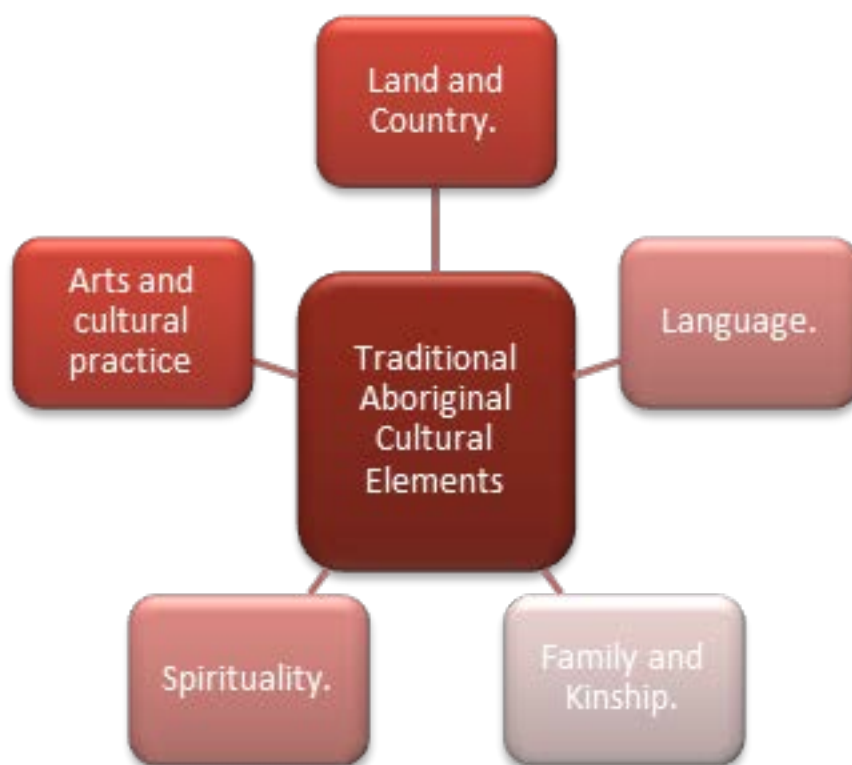 Land and
Country.
Arts and
cultural
practice
Language.
Traditional
Aboriginal
Cultural
Elements
Spirituality.
Family and
Kinship.